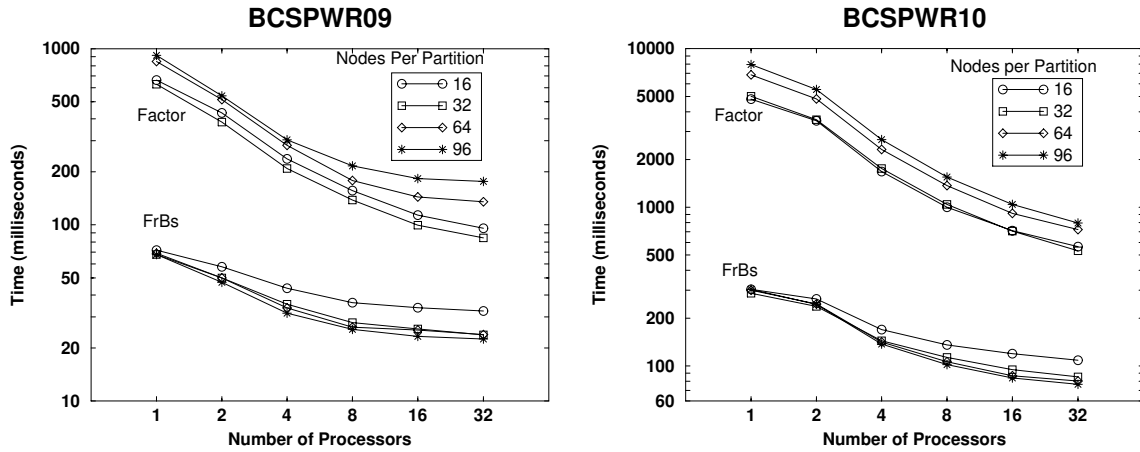 BCSPWR09
1000
500
200
100
50
20
10
Time (milliseconds)
Nodes Per Partition
16
32
64
96
Factor
FrBs
1 2 4 8 16 32
Number of Processors
BCSPWR10
10000
5000
2000
1000
500
200
100
60
Time (milliseconds)
Nodes per Partition
16
32
64
96
Factor
FrBs
1 2 4 8 16 32
Number of Processors